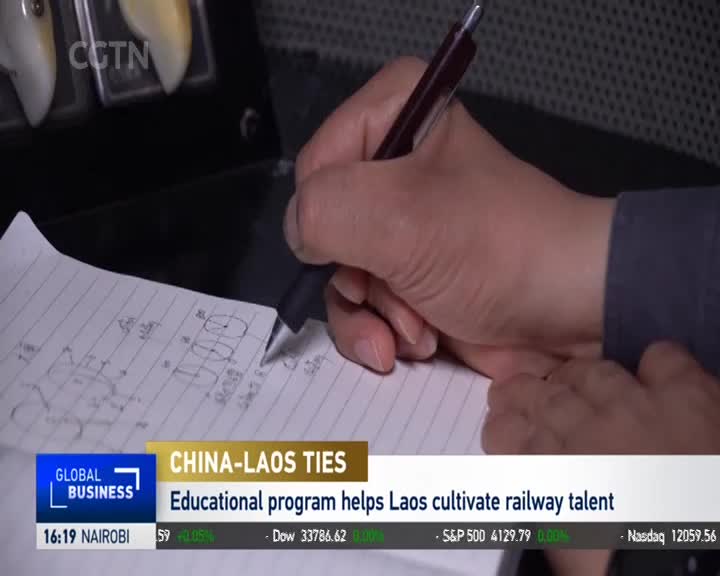 CGTN
CHINA-LAOS TIES
GLOBAL BUSINESS
Educational program helps Laos cultivate railway talent
16:19 NAIROBI
.59 +0.05% · Dow 33786.62 0.00% · S&P 500 4129.79 0.00% · Nasdaq 12059.56